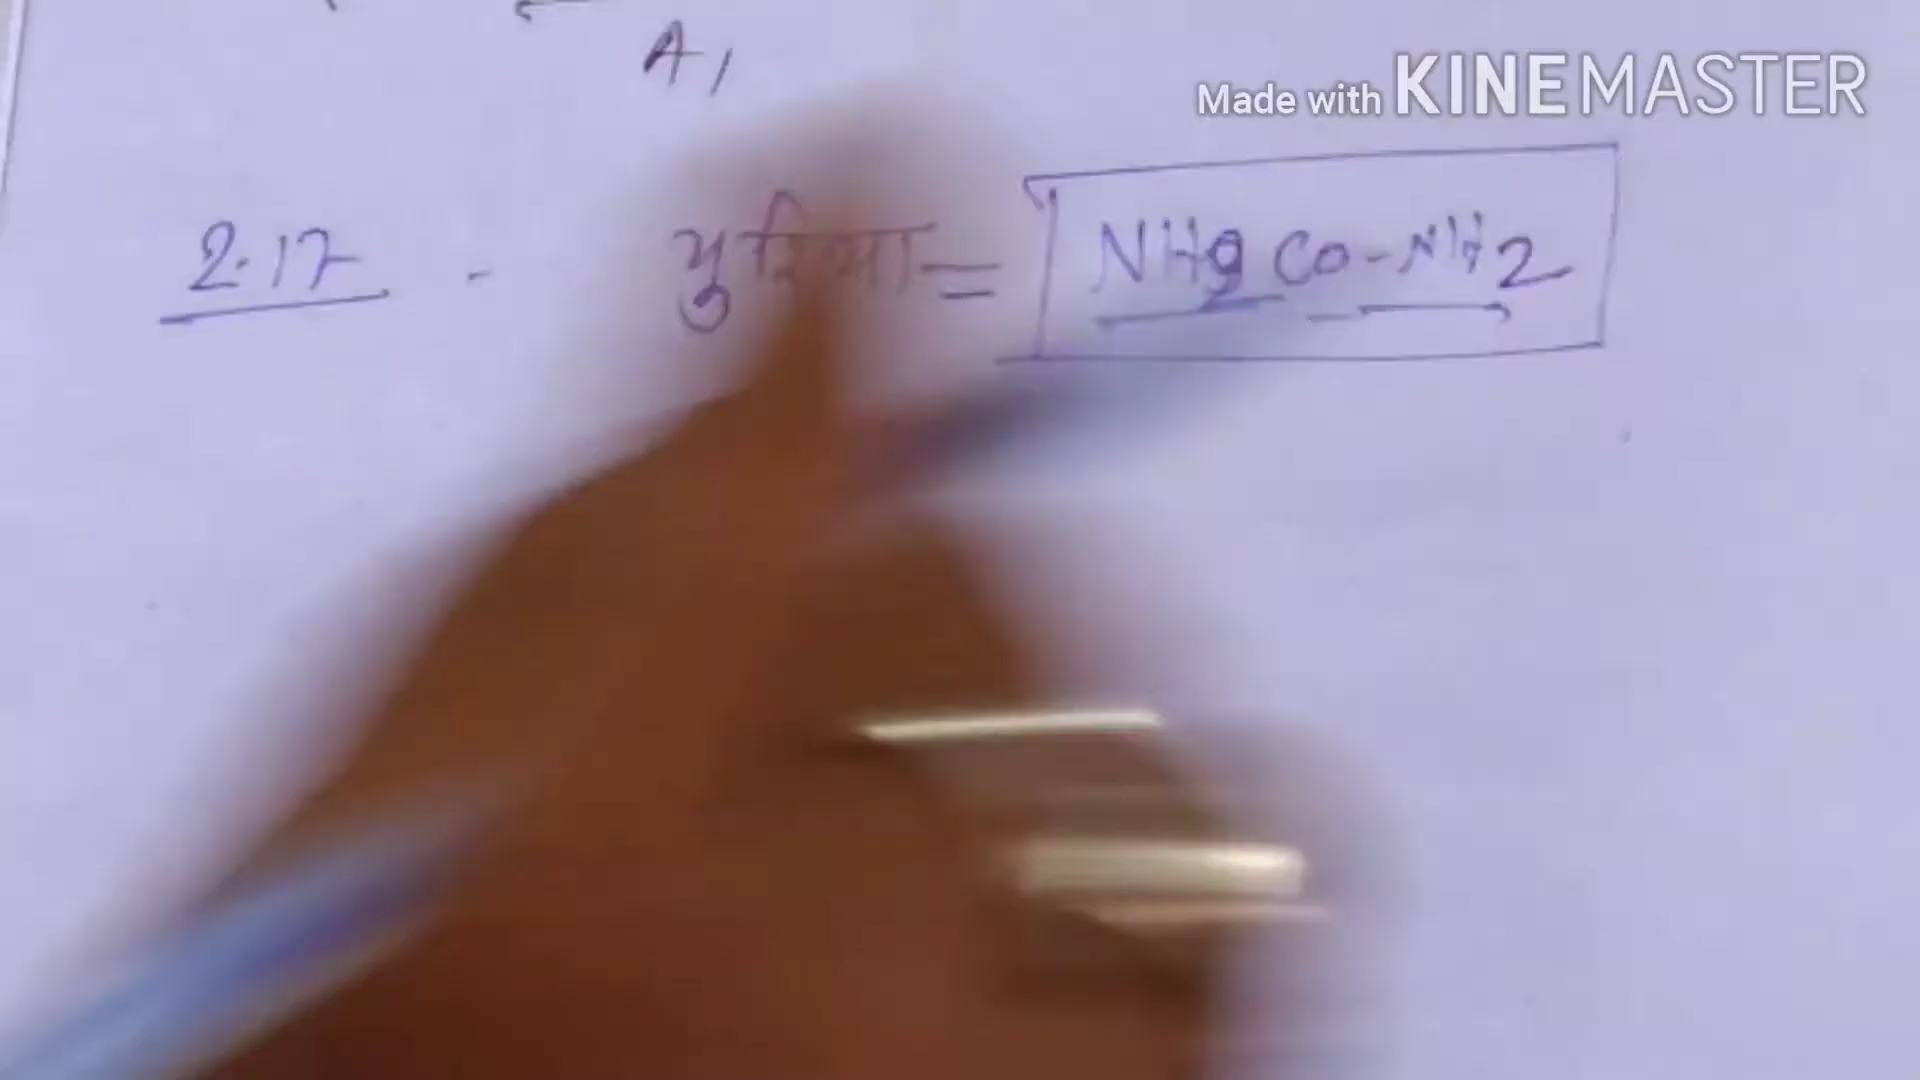 A,
Made with KINEMASTER
2.17 - युरिया = NH2 CO-NH2